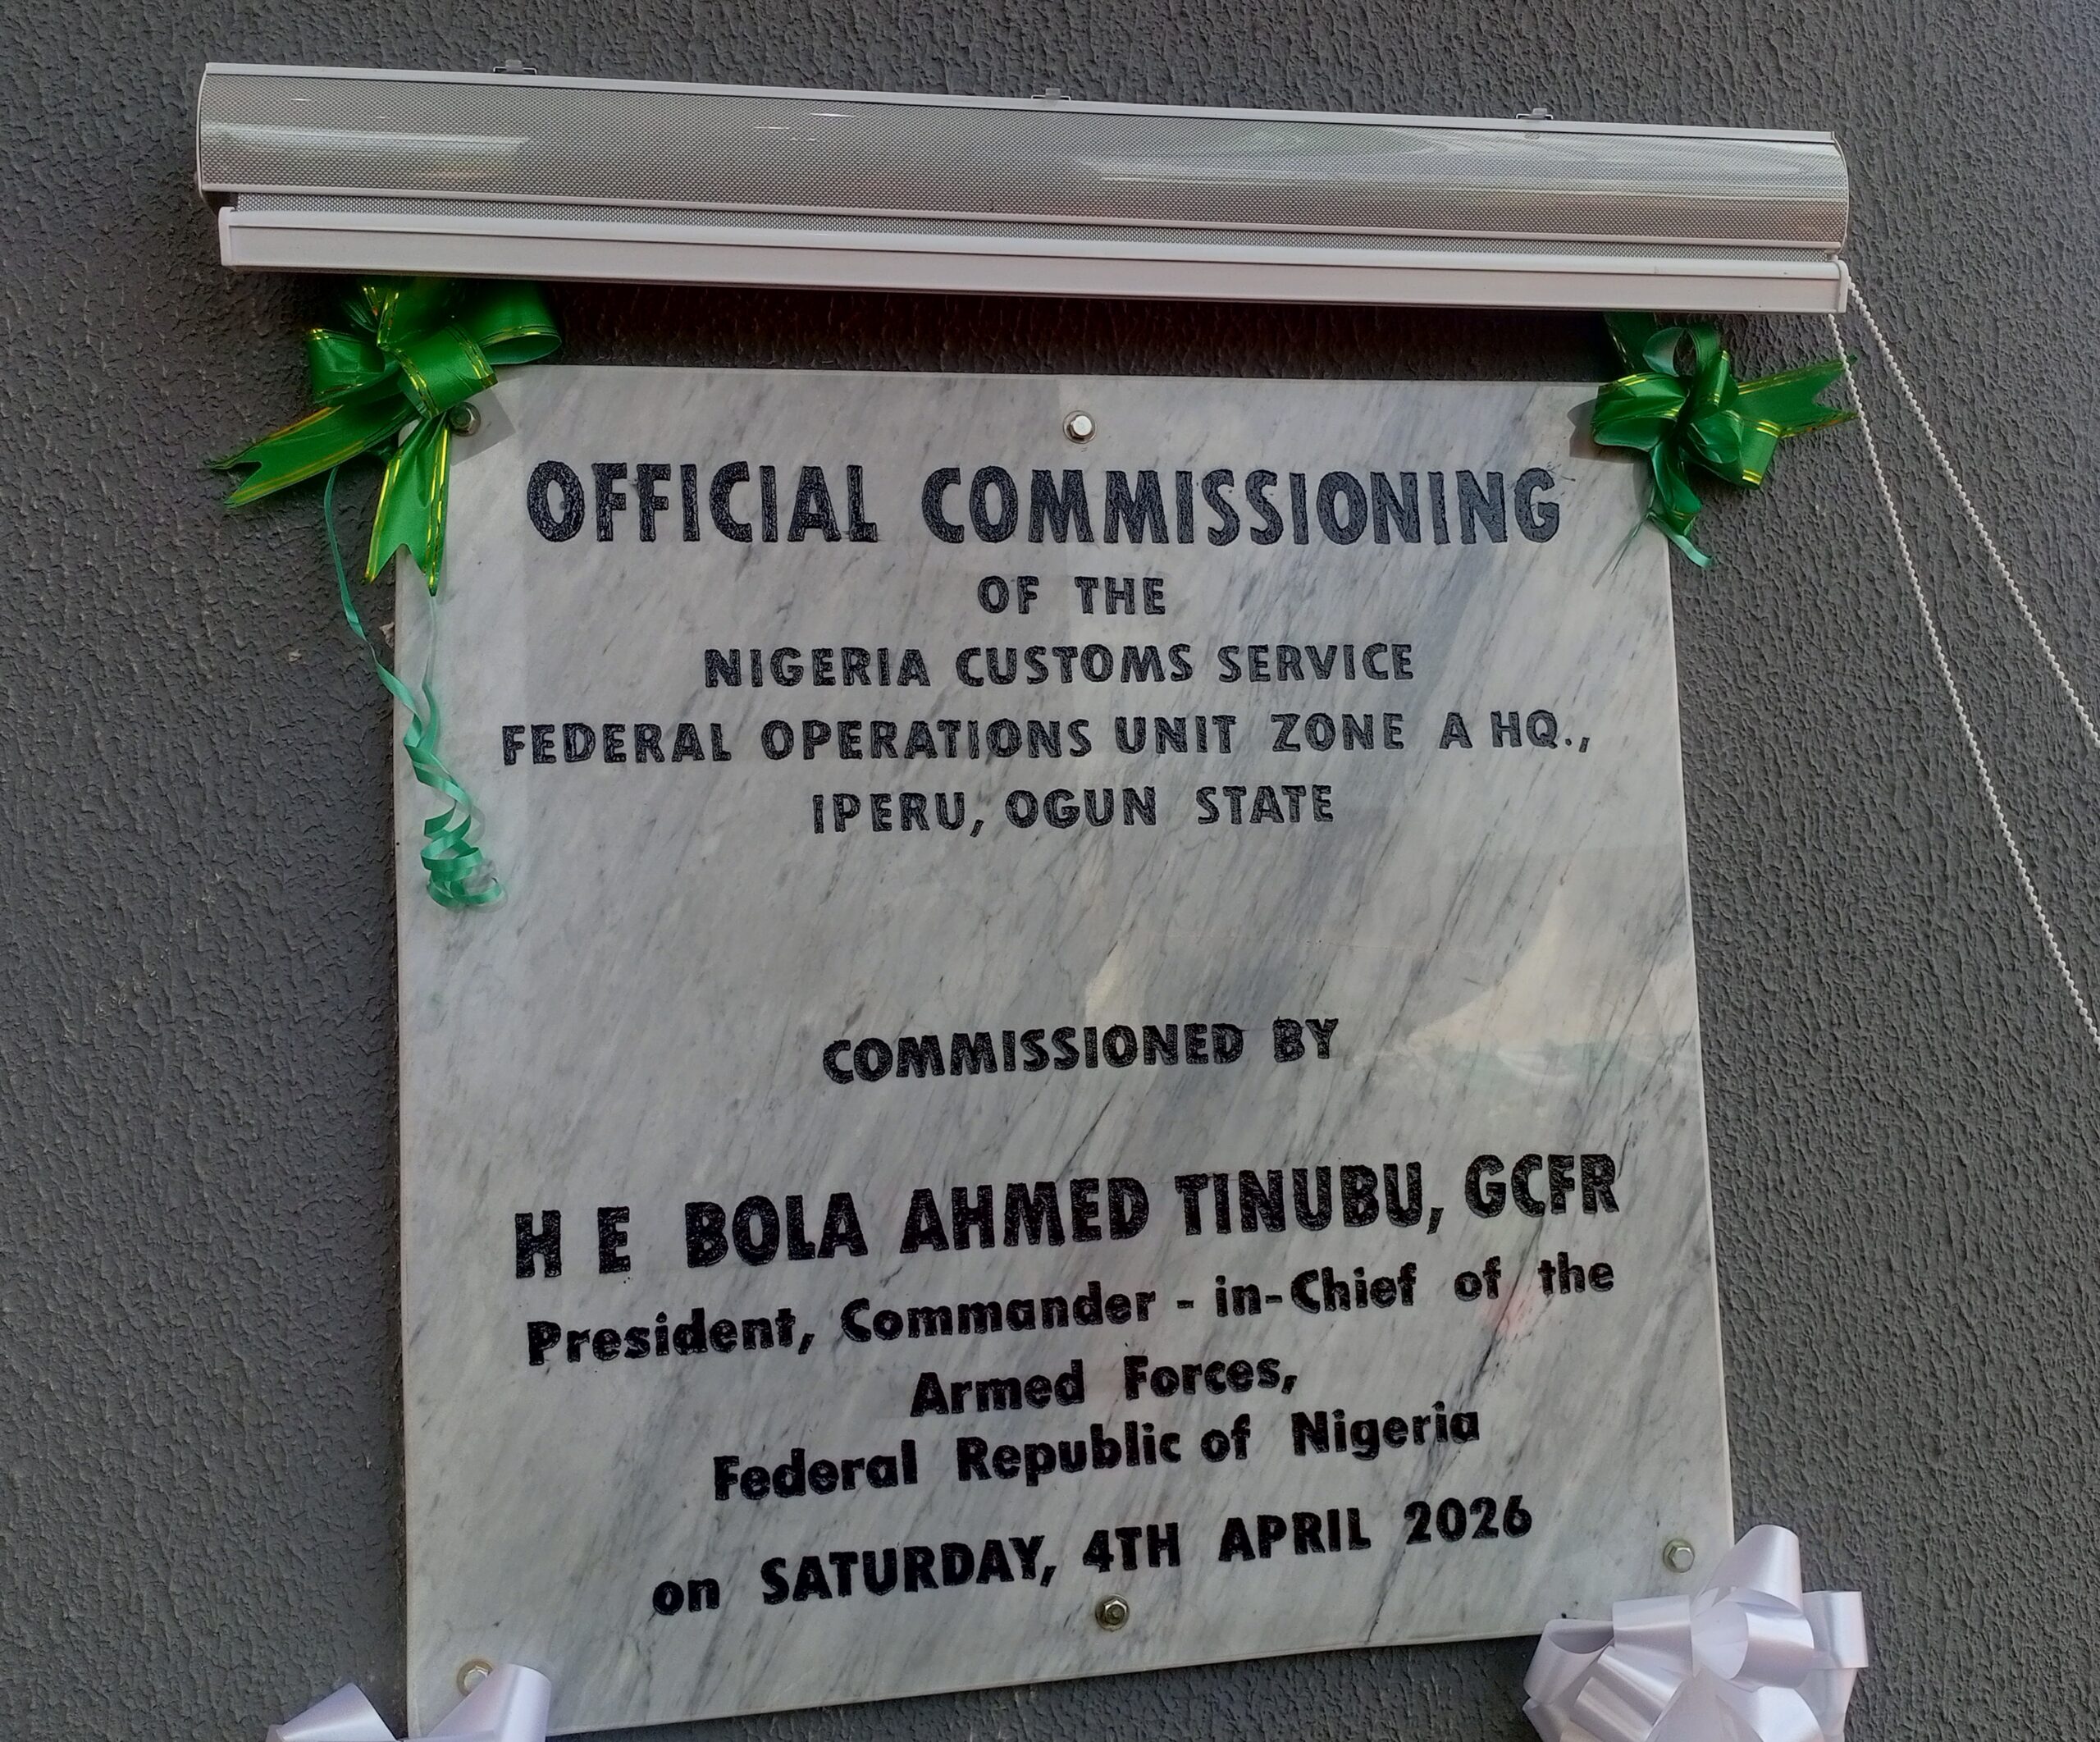 OFFICIAL COMMISSIONING
OF THE
NIGERIA CUSTOMS SERVICE
FEDERAL OPERATIONS UNIT ZONE A HQ.,
IPERU, OGUN STATE
COMMISSIONED BY
H E BOLA AHMED TINUBU, GCFR
President, Commander - in-Chief of the
Armed Forces,
Federal Republic of Nigeria
on SATURDAY, 4TH APRIL 2026